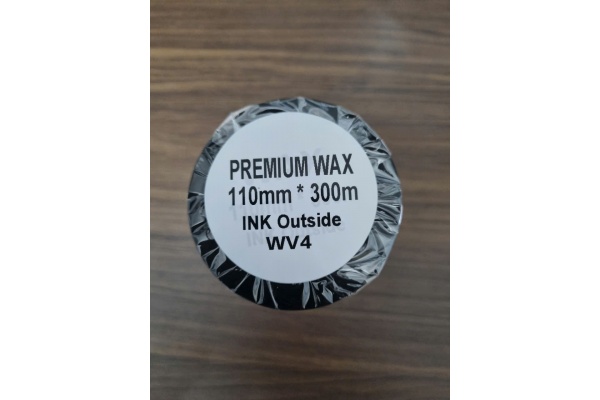 PREMIUM WAX
110mm * 300m
INK Outside
WV4